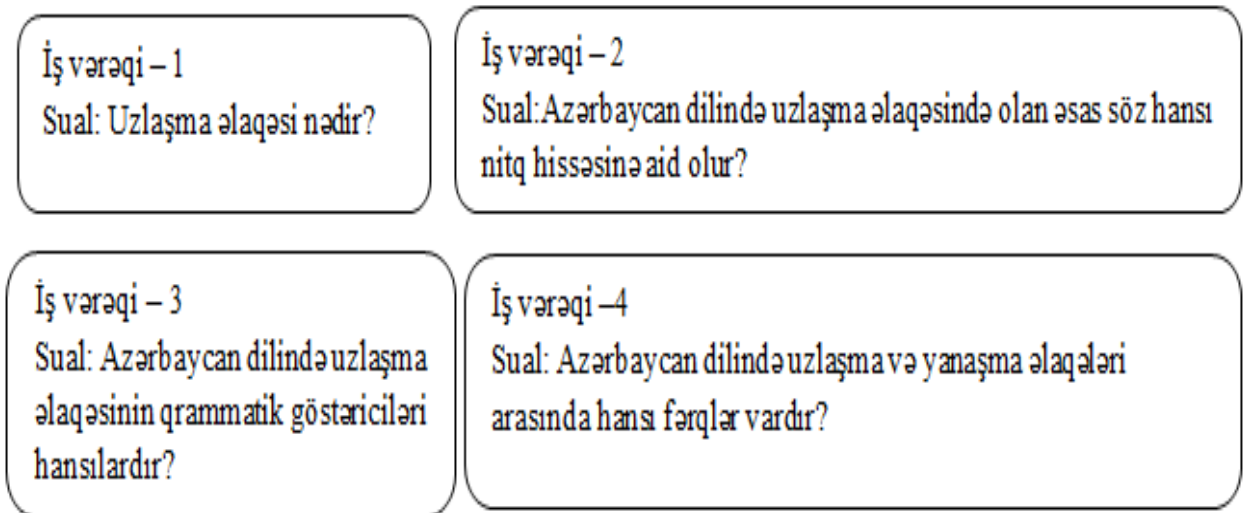 İş vərəqi – 1
Sual: Uzlaşma əlaqəsi nədir?
İş vərəqi – 2
Sual:Azərbaycan dilində uzlaşma əlaqəsində olan əsas söz hansı
nitq hissəsinə aid olur?
İş vərəqi – 3
Sual: Azərbaycan dilində uzlaşma
əlaqəsinin qrammatik göstəriciləri
hansılardır?
İş vərəqi –4
Sual: Azərbaycan dilində uzlaşma və yanaşma əlaqələri
arasında hansı fərqlər vardır?